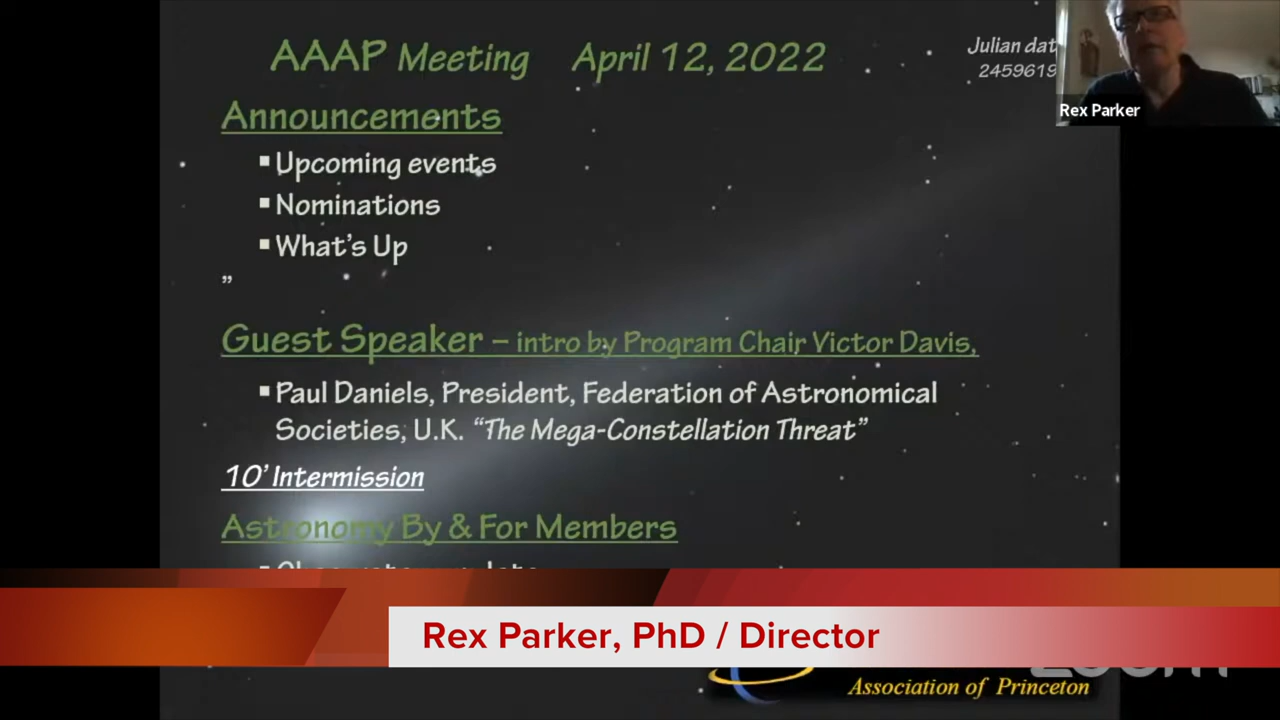 AAAP Meeting April 12, 2022
Julian dat
2459619
Rex Parker
Announcements
▪ Upcoming events
▪ Nominations
▪ What's Up
”
Guest Speaker – intro by Program Chair Victor Davis,
▪ Paul Daniels, President, Federation of Astronomical
Societies, U.K. “The Mega-Constellation Threat”
10' Intermission
Astronomy By & For Members
Rex Parker, PhD / Director
zoom
Association of Princeton